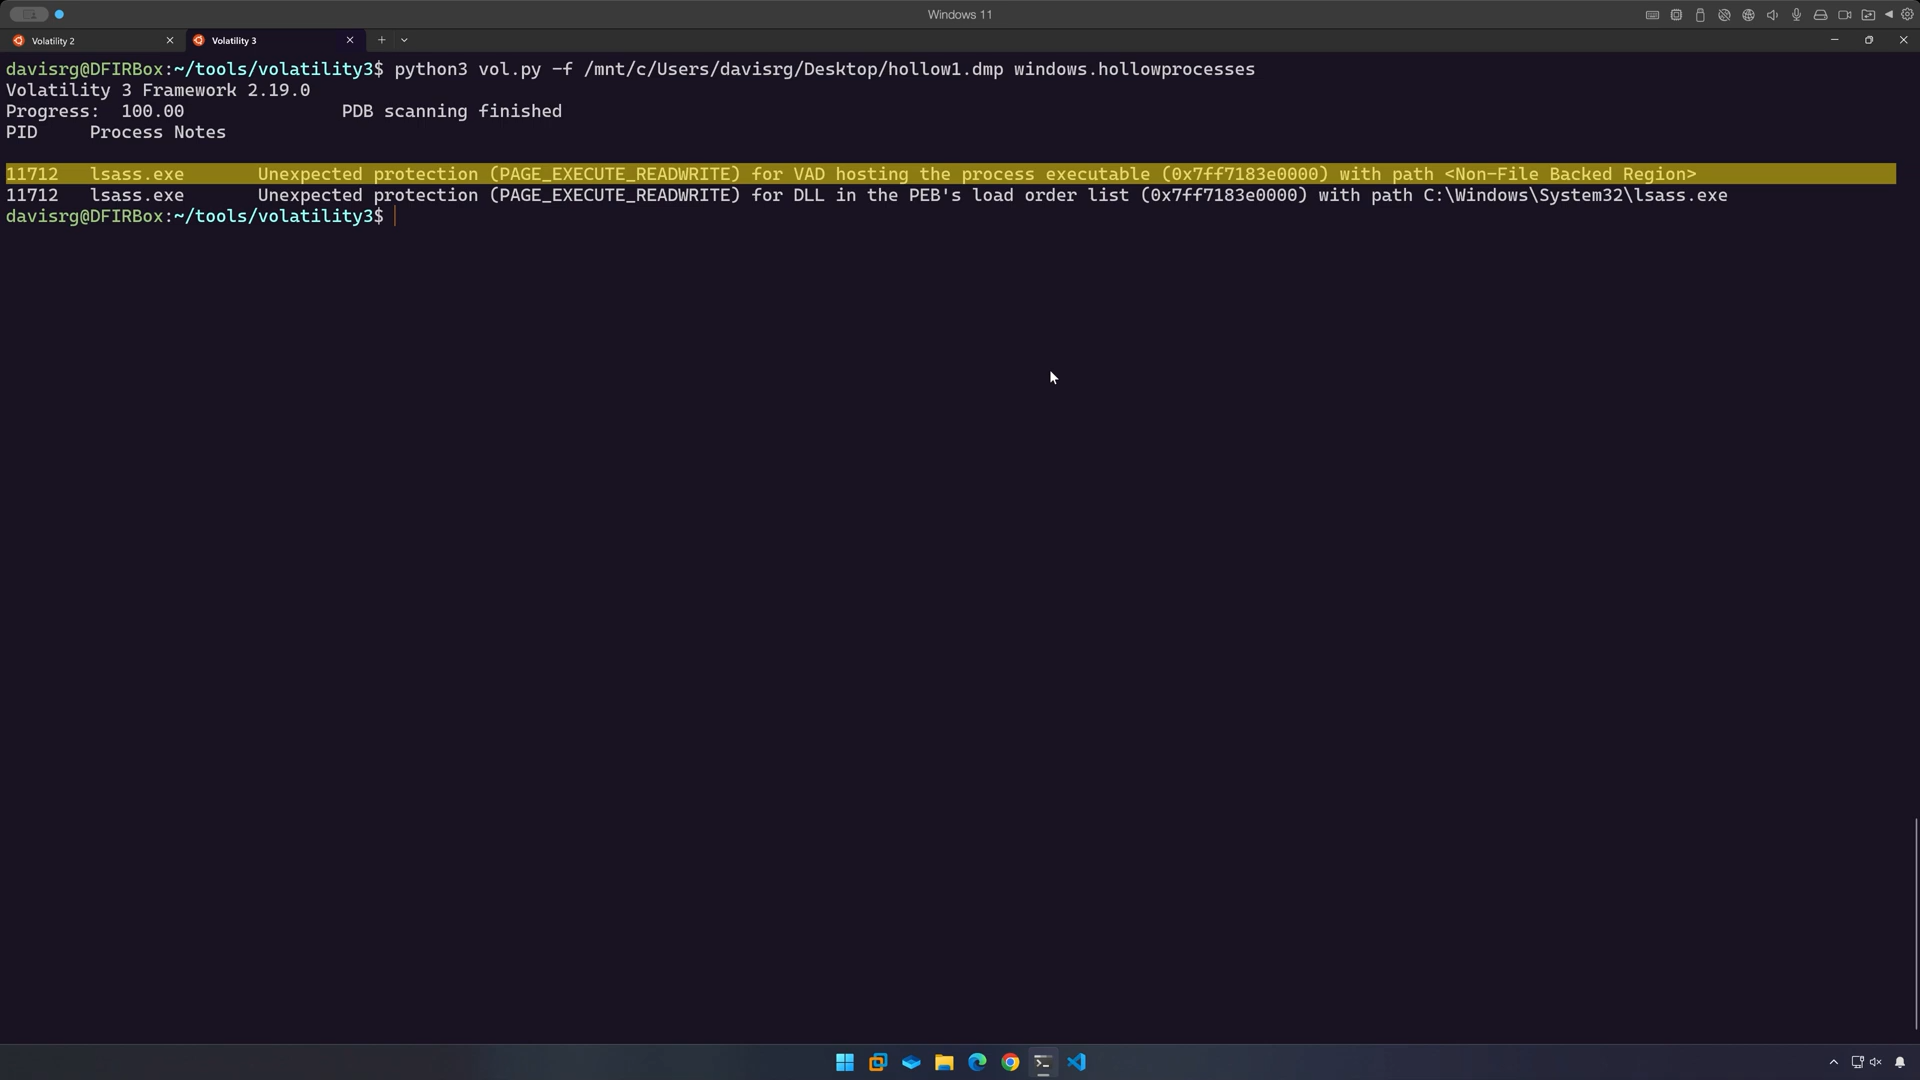 Windows 11
Volatility 2
Volatility 3
davisrg@DFIRBox:~/tools/volatility3$ python3 vol.py -f /mnt/c/Users/davisrg/Desktop/hollow1.dmp windows.hollowprocesses
Volatility 3 Framework 2.19.0
Progress:  100.00               PDB scanning finished
PID     Process Notes
11712   lsass.exe       Unexpected protection (PAGE_EXECUTE_READWRITE) for VAD hosting the process executable (0x7ff7183e0000) with path <Non-File Backed Region>
11712   lsass.exe       Unexpected protection (PAGE_EXECUTE_READWRITE) for DLL in the PEB's load order list (0x7ff7183e0000) with path C:\Windows\System32\lsass.exe
davisrg@DFIRBox:~/tools/volatility3$